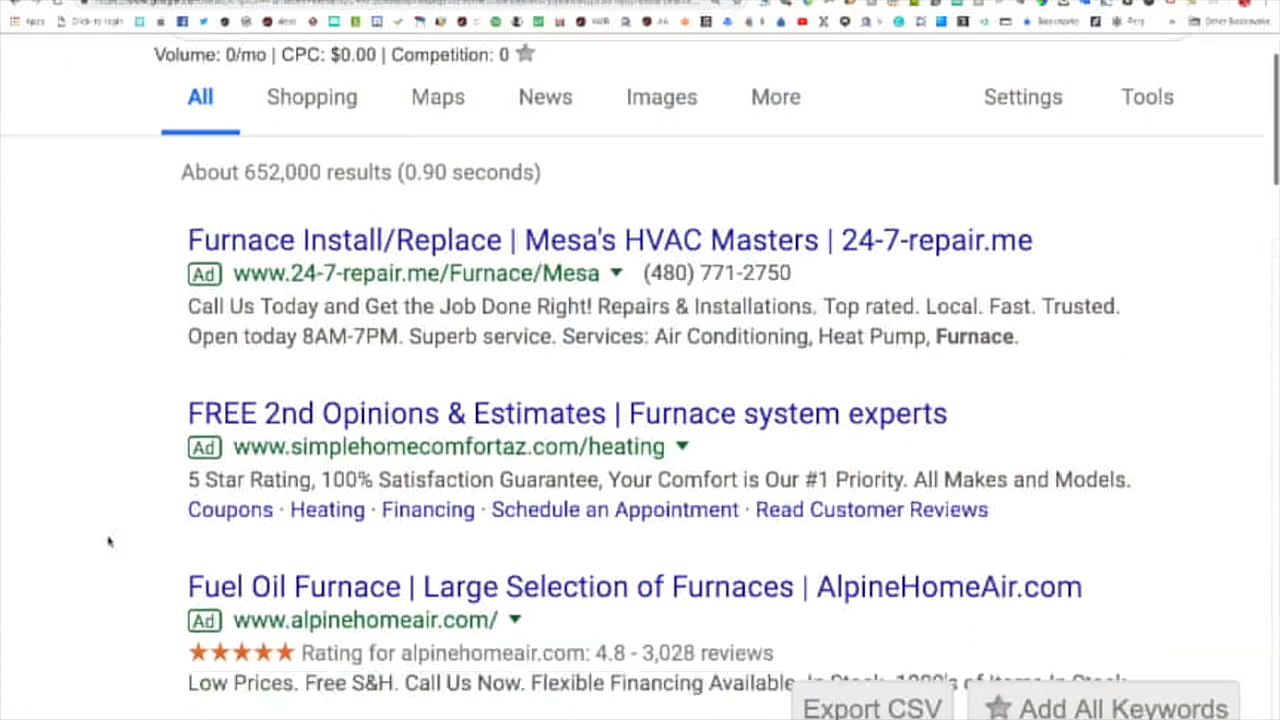 Volume: 0/mo | CPC: $0.00 | Competition: 0
All Shopping Maps News Images More Settings Tools
About 652,000 results (0.90 seconds)
Furnace Install/Replace | Mesa's HVAC Masters | 24-7-repair.me
Ad www.24-7-repair.me/Furnace/Mesa (480) 771-2750
Call Us Today and Get the Job Done Right! Repairs & Installations. Top rated. Local. Fast. Trusted.
Open today 8AM-7PM. Superb service. Services: Air Conditioning, Heat Pump, Furnace.
FREE 2nd Opinions & Estimates | Furnace system experts
Ad www.simplehomecomfortaz.com/heating
5 Star Rating, 100% Satisfaction Guarantee, Your Comfort is Our #1 Priority. All Makes and Models.
Coupons · Heating · Financing · Schedule an Appointment · Read Customer Reviews
Fuel Oil Furnace | Large Selection of Furnaces | AlpineHomeAir.com
Ad www.alpinehomeair.com/
Rating for alpinehomeair.com: 4.8 - 3,028 reviews
Low Prices. Free S&H. Call Us Now. Flexible Financing Available.
Export CSV Add All Keywords